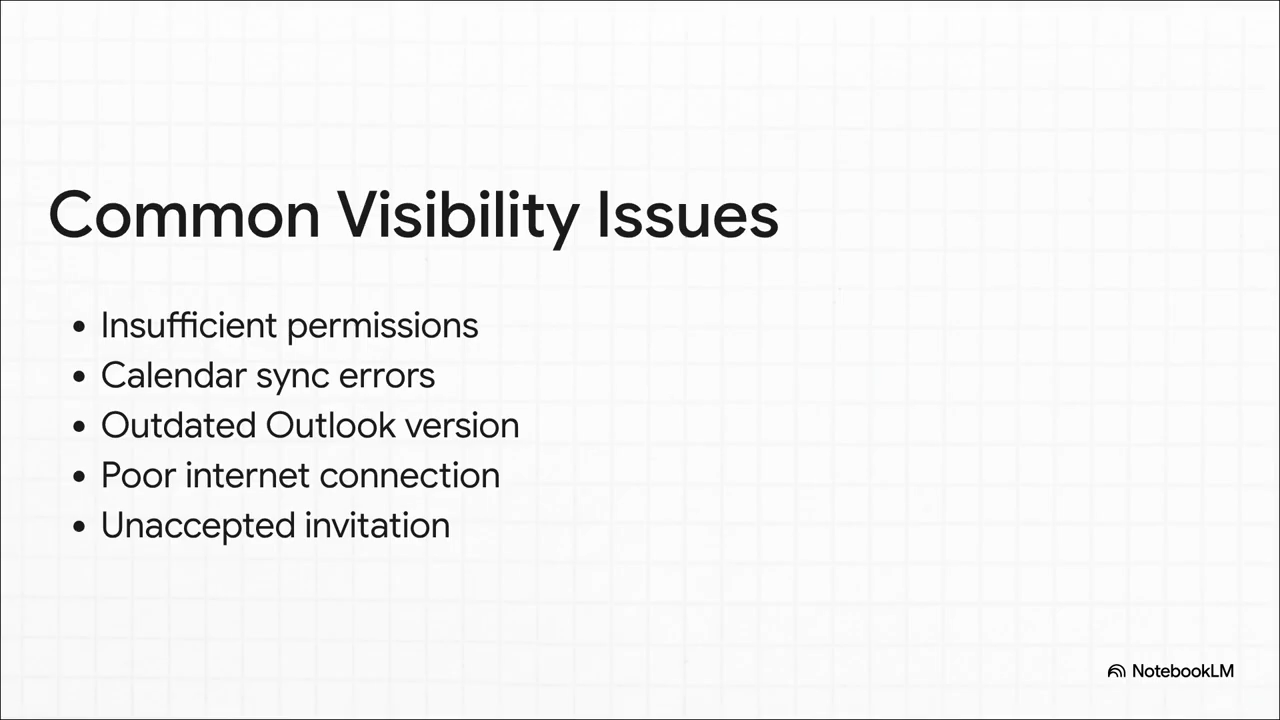 Common Visibility Issues
• Insufficient permissions
• Calendar sync errors
• Outdated Outlook version
• Poor internet connection
• Unaccepted invitation
NotebookLM